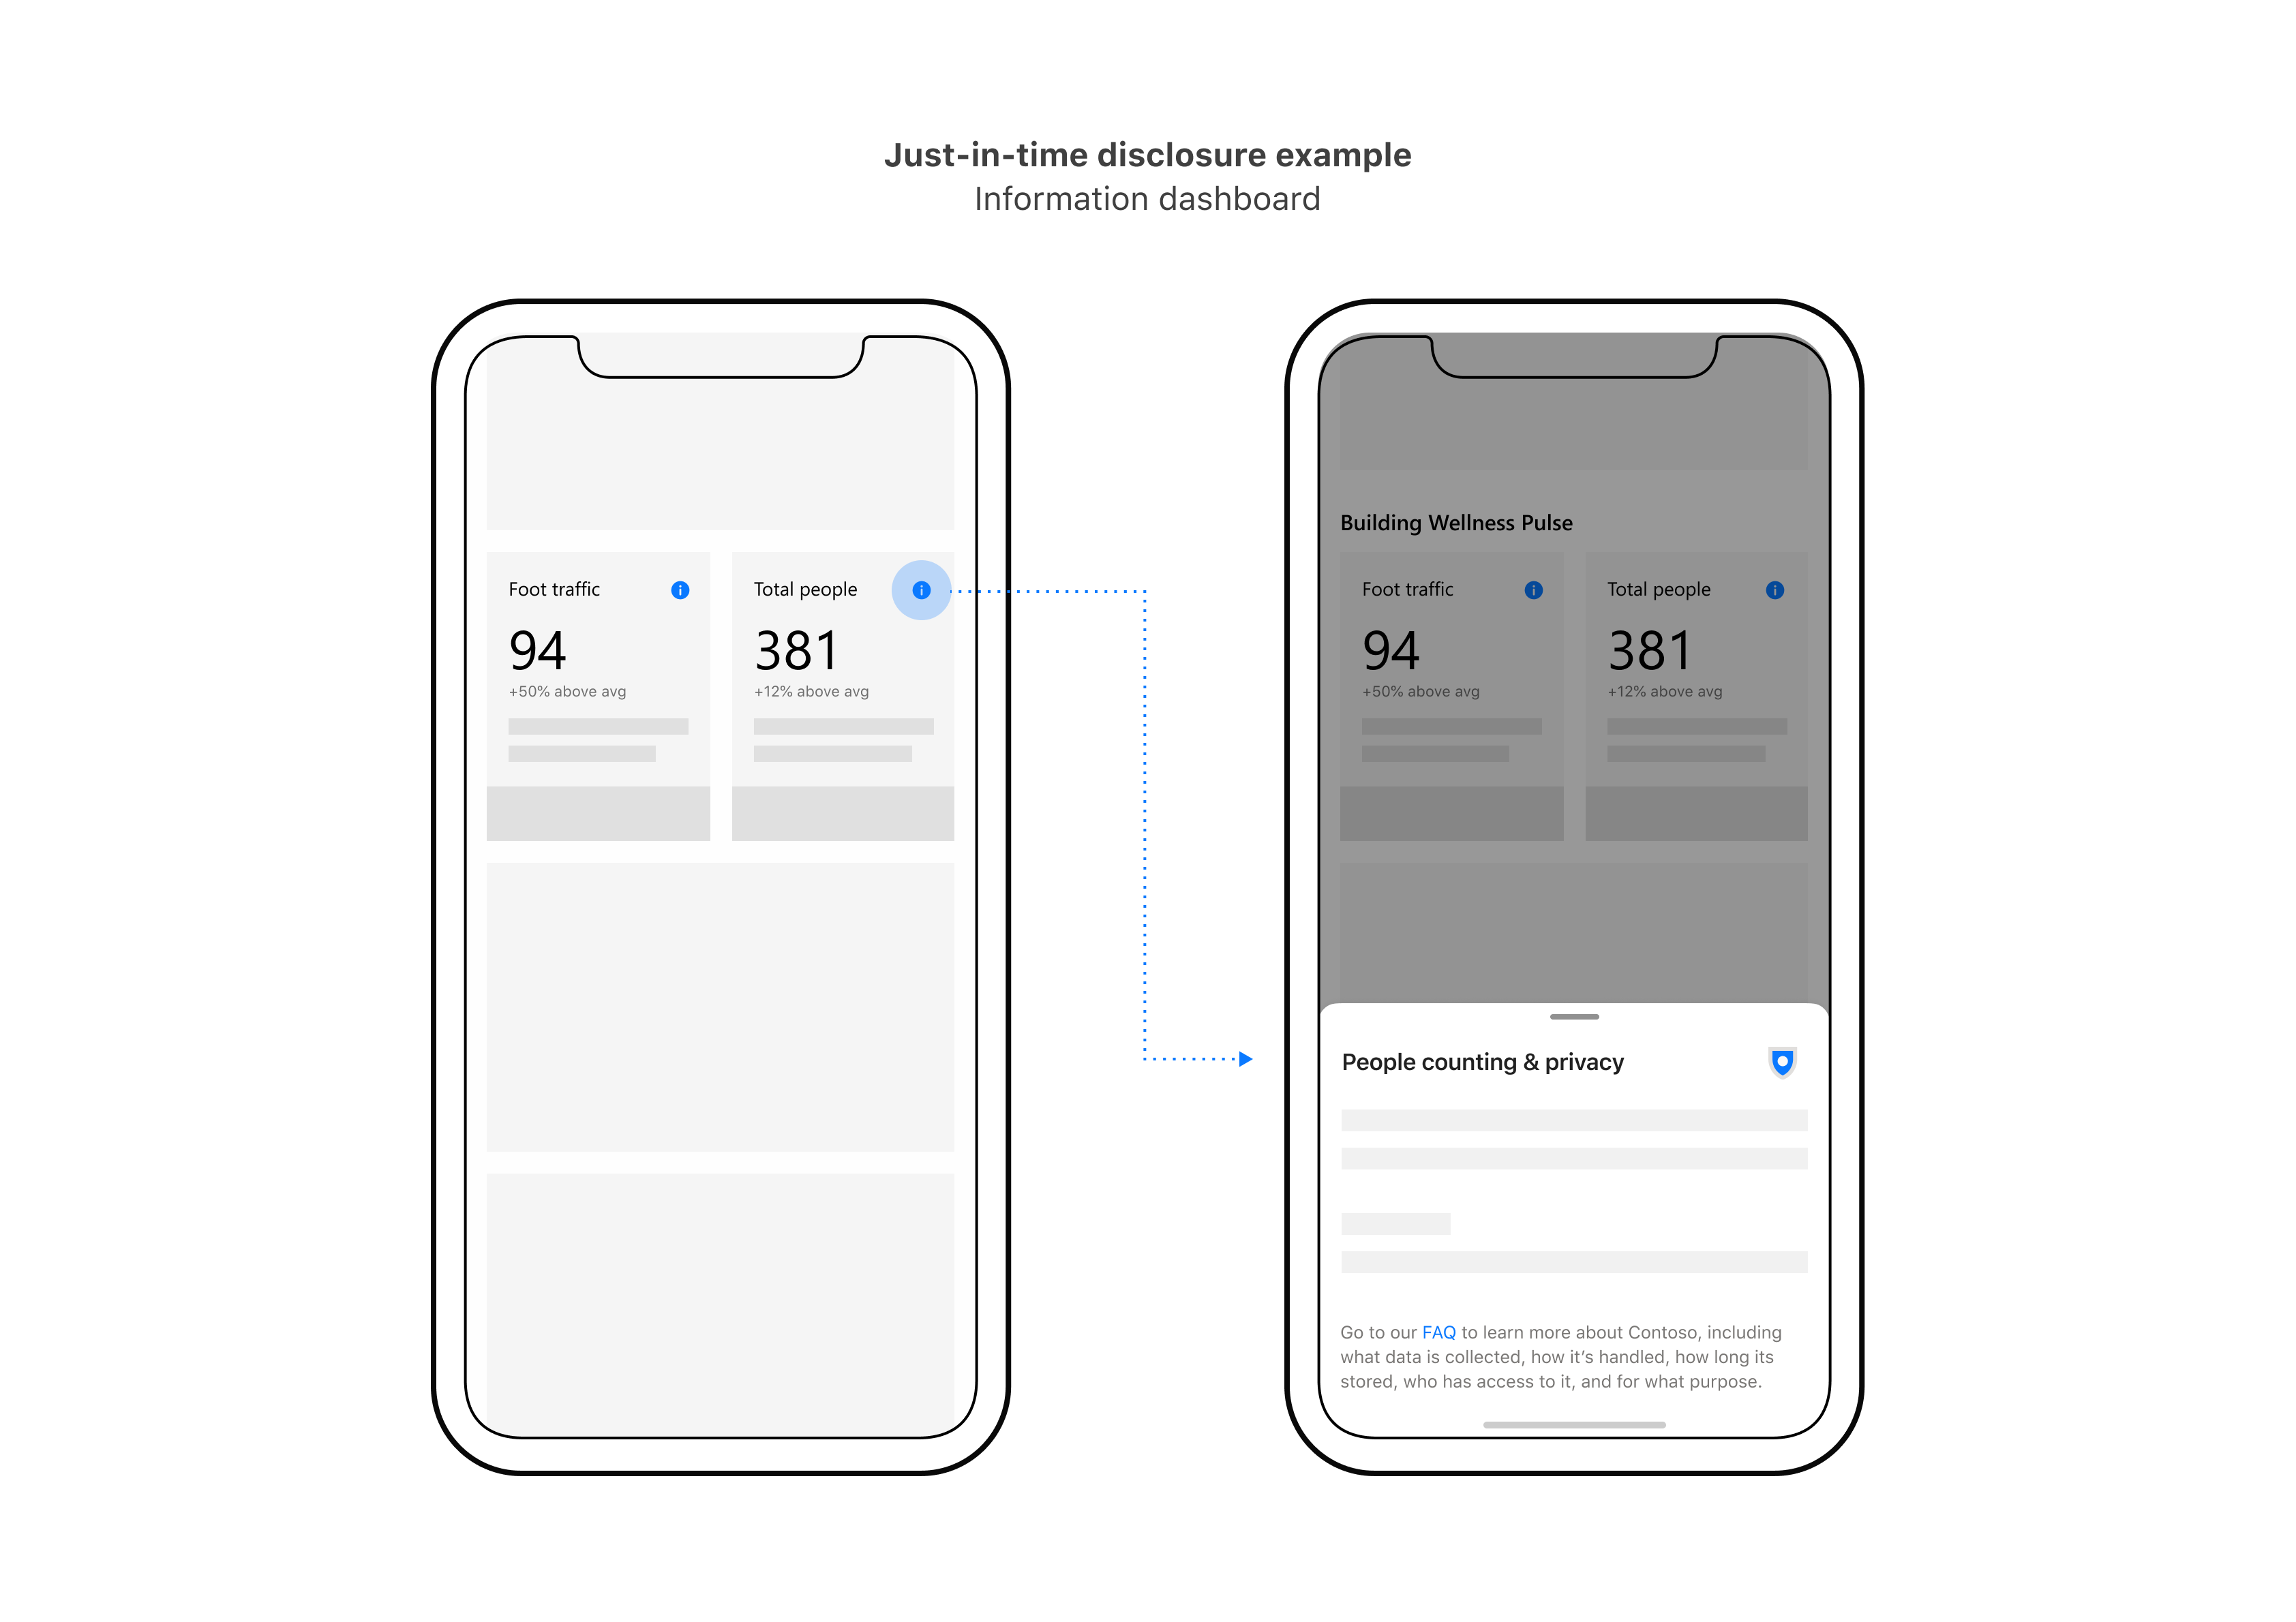 Just-in-time disclosure example
Information dashboard
Foot traffic
94
+50% above avg
Total people
381
+12% above avg
Building Wellness Pulse
Foot traffic
94
+50% above avg
Total people
381
+12% above avg
People counting & privacy
Go to our FAQ to learn more about Contoso, including
what data is collected, how it’s handled, how long its
stored, who has access to it, and for what purpose.